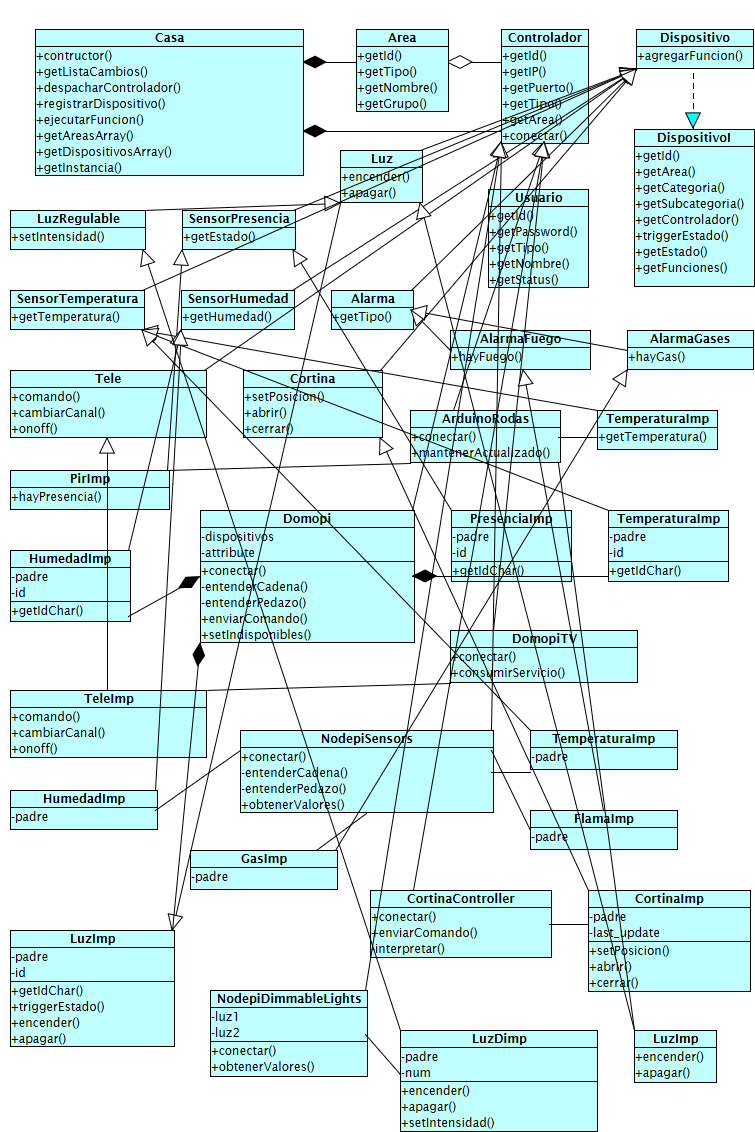 Casa
+contructor()
+getListaCambios()
+despacharControlador()
+registrarDispositivo()
+ejecutarFuncion()
+getAreasArray()
+getDispositivosArray()
+getInstancia()
Area
+getId()
+getTipo()
+getNombre()
+getGrupo()
Controlador
+getId()
+getIP()
+getPuerto()
+getTipo()
+getArea()
+conectar()
Dispositivo
+agregarFuncion()
DispositivoI
+getId()
+getArea()
+getCategoria()
+getSubcategoria()
+getControlador()
+triggerEstado()
+getEstado()
+getFunciones()
Luz
+encender()
+apagar()
LuzRegulable
+setIntensidad()
SensorPresencia
+getEstado()
Usuario
+getId()
+getPassword()
+getTipo()
+getNombre()
+getStatus()
SensorTemperatura
+getTemperatura()
SensorHumedad
+getHumedad()
Alarma
+getTipo()
AlarmaFuego
+hayFuego()
AlarmaGases
+hayGas()
Tele
+comando()
+cambiarCanal()
+onoff()
Cortina
+setPosicion()
+abrir()
+cerrar()
ArduinoRodas
+conectar()
+mantenerActualizado()
TemperaturaImp
+getTemperatura()
PirImp
+hayPresencia()
Domopi
-dispositivos
-attribute
+conectar()
-entenderCadena()
-entenderPedazo()
+enviarComando()
+setIndisponibles()
PresenciaImp
-padre
-id
+getIdChar()
TemperaturaImp
-padre
-id
+getIdChar()
HumedadImp
-padre
-id
+getIdChar()
DomopiTV
+conectar()
+consumirServicio()
TeleImp
+comando()
+cambiarCanal()
+onoff()
NodepiSensors
+conectar()
-entenderCadena()
-entenderPedazo()
+obtenerValores()
TemperaturaImp
-padre
HumedadImp
-padre
FlamaImp
-padre
GasImp
-padre
CortinaController
+conectar()
+enviarComando()
-interpretar()
CortinaImp
-padre
-last_update
+setPosicion()
+abrir()
+cerrar()
LuzImp
-padre
-id
+getIdChar()
+triggerEstado()
+encender()
+apagar()
NodepiDimmableLights
-luz1
-luz2
+conectar()
+obtenerValores()
LuzDimp
-padre
-num
+encender()
+apagar()
+setIntensidad()
LuzImp
+encender()
+apagar()